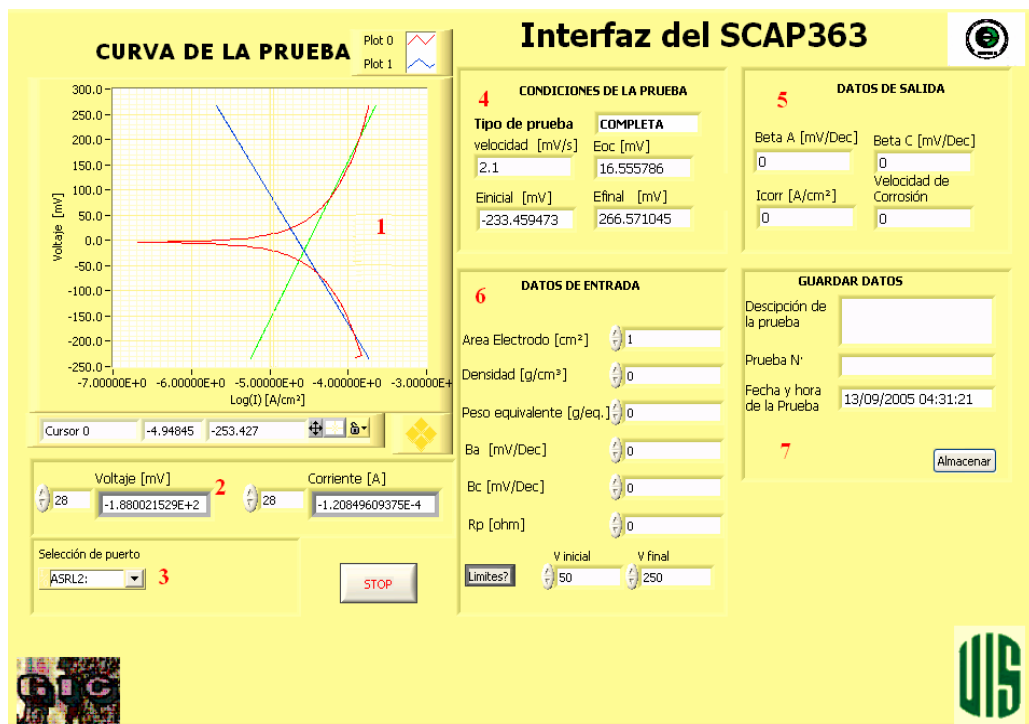 Interfaz del SCAP363
CURVA DE LA PRUEBA
Plot 0
Plot 1
300.0
250.0
200.0
150.0
100.0
50.0
0.0
-50.0
-100.0
-150.0
-200.0
-250.0
Voltaje [mV]
1
-7.00000E+0 -6.00000E+0 -5.00000E+0 -4.00000E+0 -3.00000E+
Log(I) [A/cm²]
Cursor 0 -4.94845 -253.427
Voltaje [mV] 2 Corriente [A]
28 -1.880021529E+2 28 -1.20849609375E-4
Selección de puerto
ASRL2: 3
STOP
4 CONDICIONES DE LA PRUEBA
Tipo de prueba COMPLETA
velocidad [mV/s] Eoc [mV]
2.1 16.555786
Einicial [mV] Efinal [mV]
-233.459473 266.571045
5 DATOS DE SALIDA
Beta A [mV/Dec] Beta C [mV/Dec]
0 0
Icorr [A/cm²] Velocidad de Corrosión
0 0
6 DATOS DE ENTRADA
Area Electrodo [cm²] 1
Densidad [g/cm³] 0
Peso equivalente [g/eq.] 0
Ba [mV/Dec] 0
Bc [mV/Dec] 0
Rp [ohm] 0
V inicial V final
Limites? 50 250
GUARDAR DATOS
Descipción de
la prueba
Prueba N·
Fecha y hora
de la Prueba 13/09/2005 04:31:21
7
Almacenar
GIC
UIS